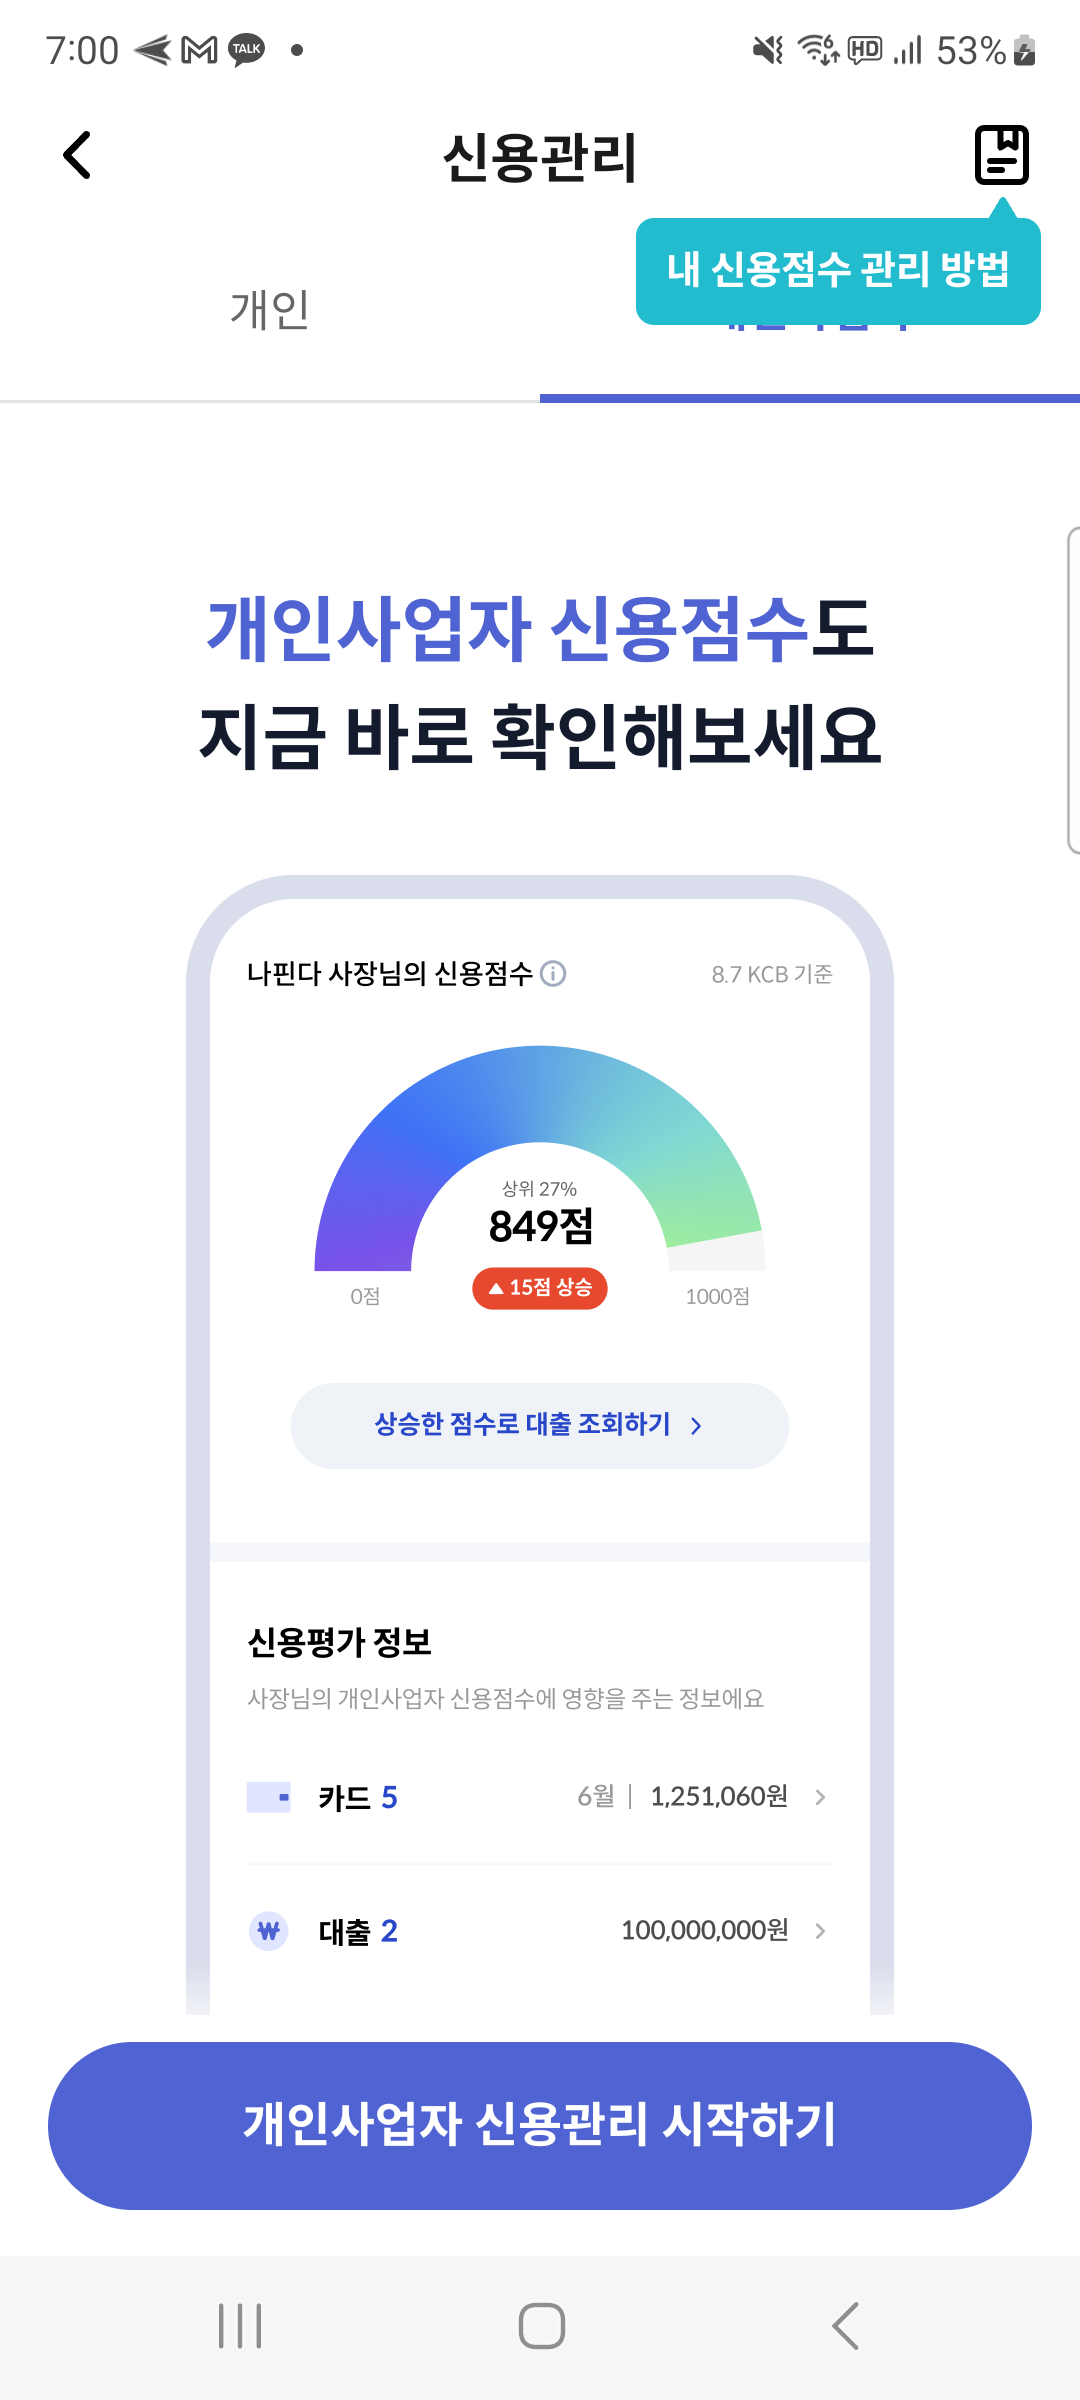 7:00 TALK HD 53%
신용관리
내 신용점수 관리 방법
개인
개인사업자 신용점수도
지금 바로 확인해보세요
나핀다 사장님의 신용점수 8.7 KCB 기준
상위 27%
849점
15점 상승
0점 1000점
상승한 점수로 대출 조회하기
신용평가 정보
사장님의 개인사업자 신용점수에 영향을 주는 정보에요
카드 5 6월 1,251,060원
대출 2 100,000,000원
개인사업자 신용관리 시작하기